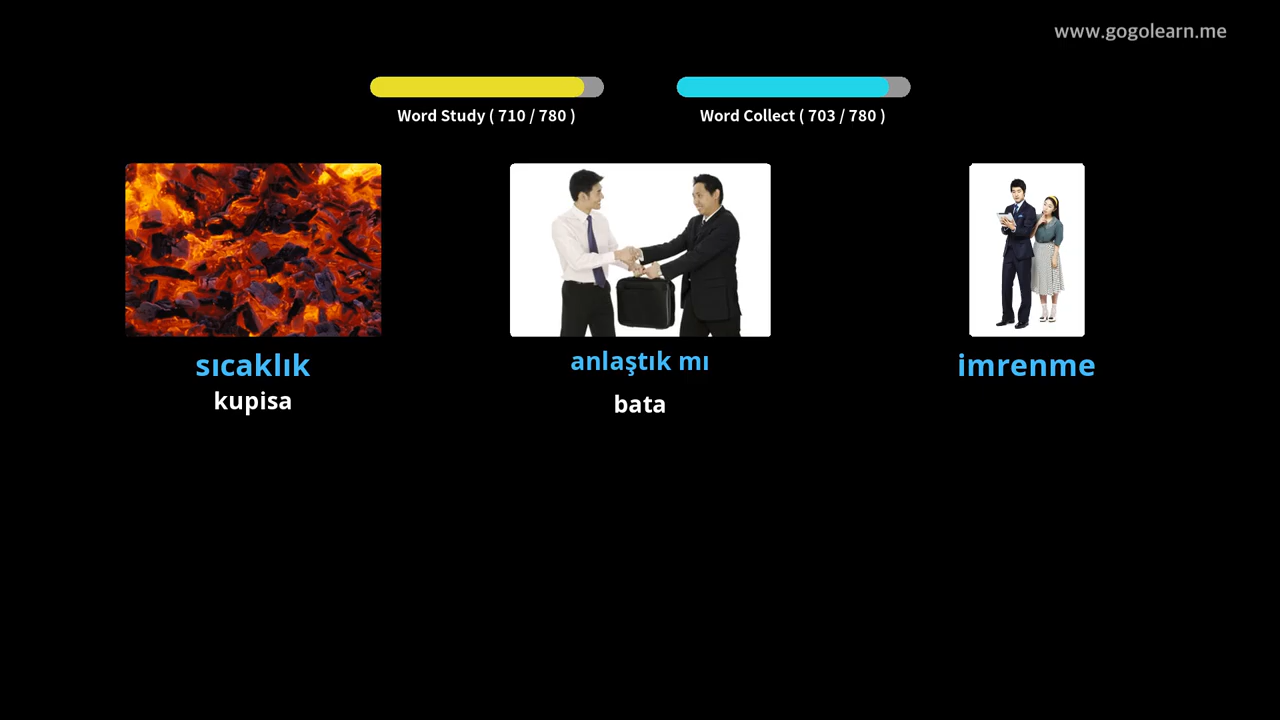 www.gogolearn.me
Word Study ( 710 / 780 )
Word Collect ( 703 / 780 )
sıcaklık
kupisa
anlaştık mı
bata
imrenme